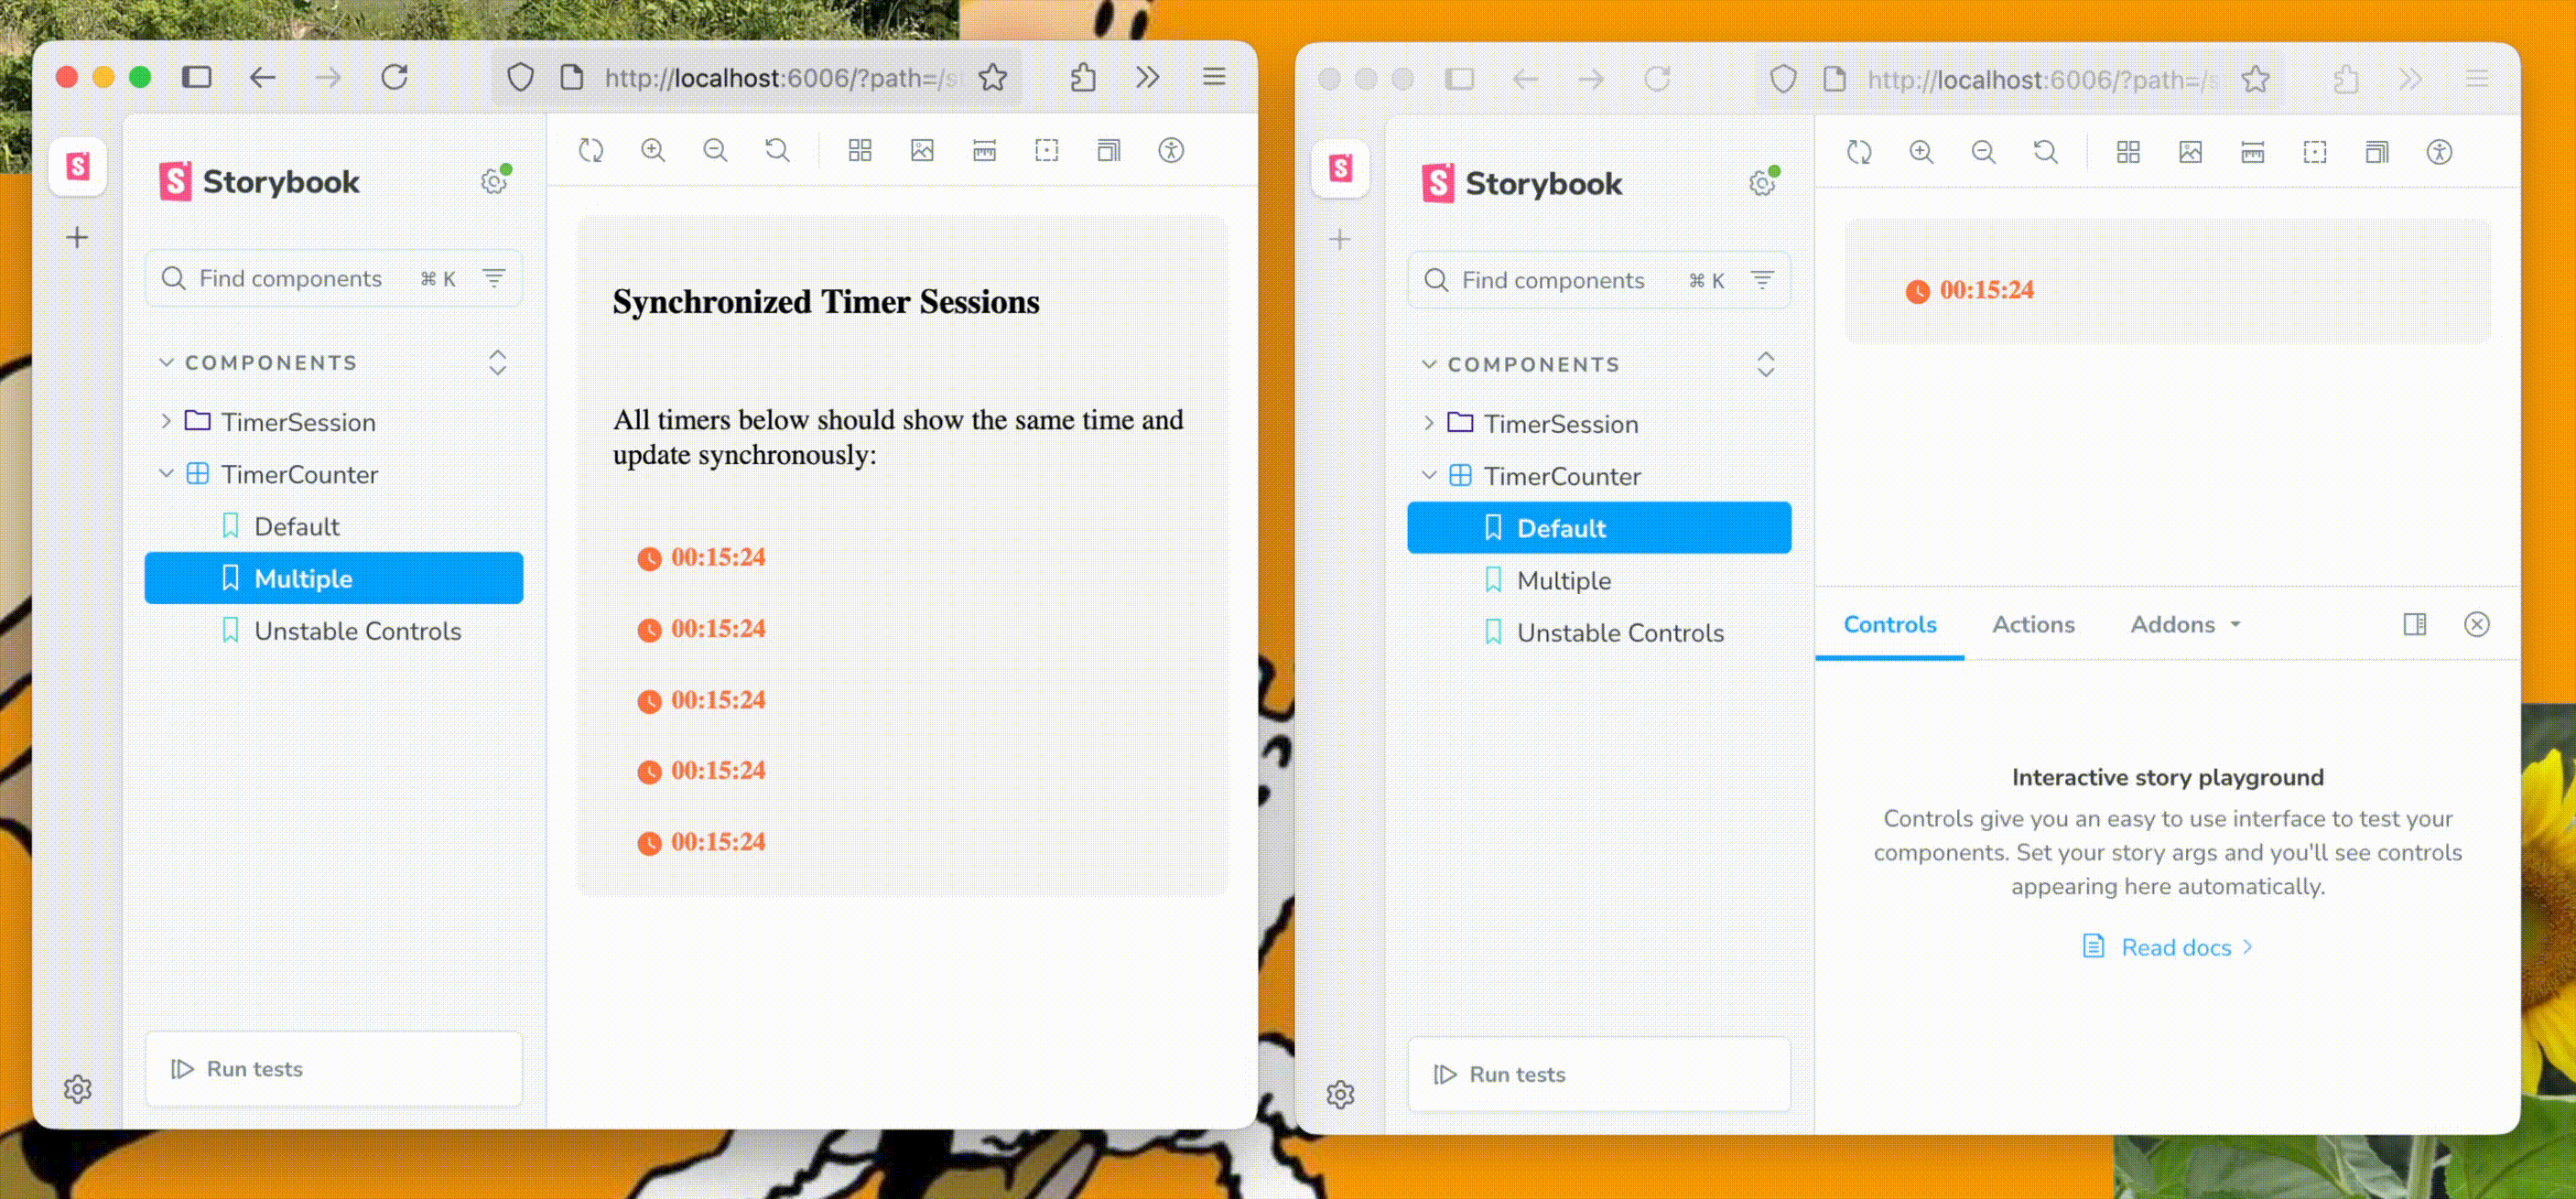 http://localhost:6006/?path=/s
Storybook
Find components ⌘ K
COMPONENTS
TimerSession
TimerCounter
Default
Multiple
Unstable Controls
Run tests
Synchronized Timer Sessions
All timers below should show the same time and
update synchronously:
00:15:24
00:15:24
00:15:24
00:15:24
00:15:24
http://localhost:6006/?path=/s
Storybook
Find components ⌘ K
COMPONENTS
TimerSession
TimerCounter
Default
Multiple
Unstable Controls
Run tests
00:15:24
Controls Actions Addons
Interactive story playground
Controls give you an easy to use interface to test your
components. Set your story args and you'll see controls
appearing here automatically.
Read docs